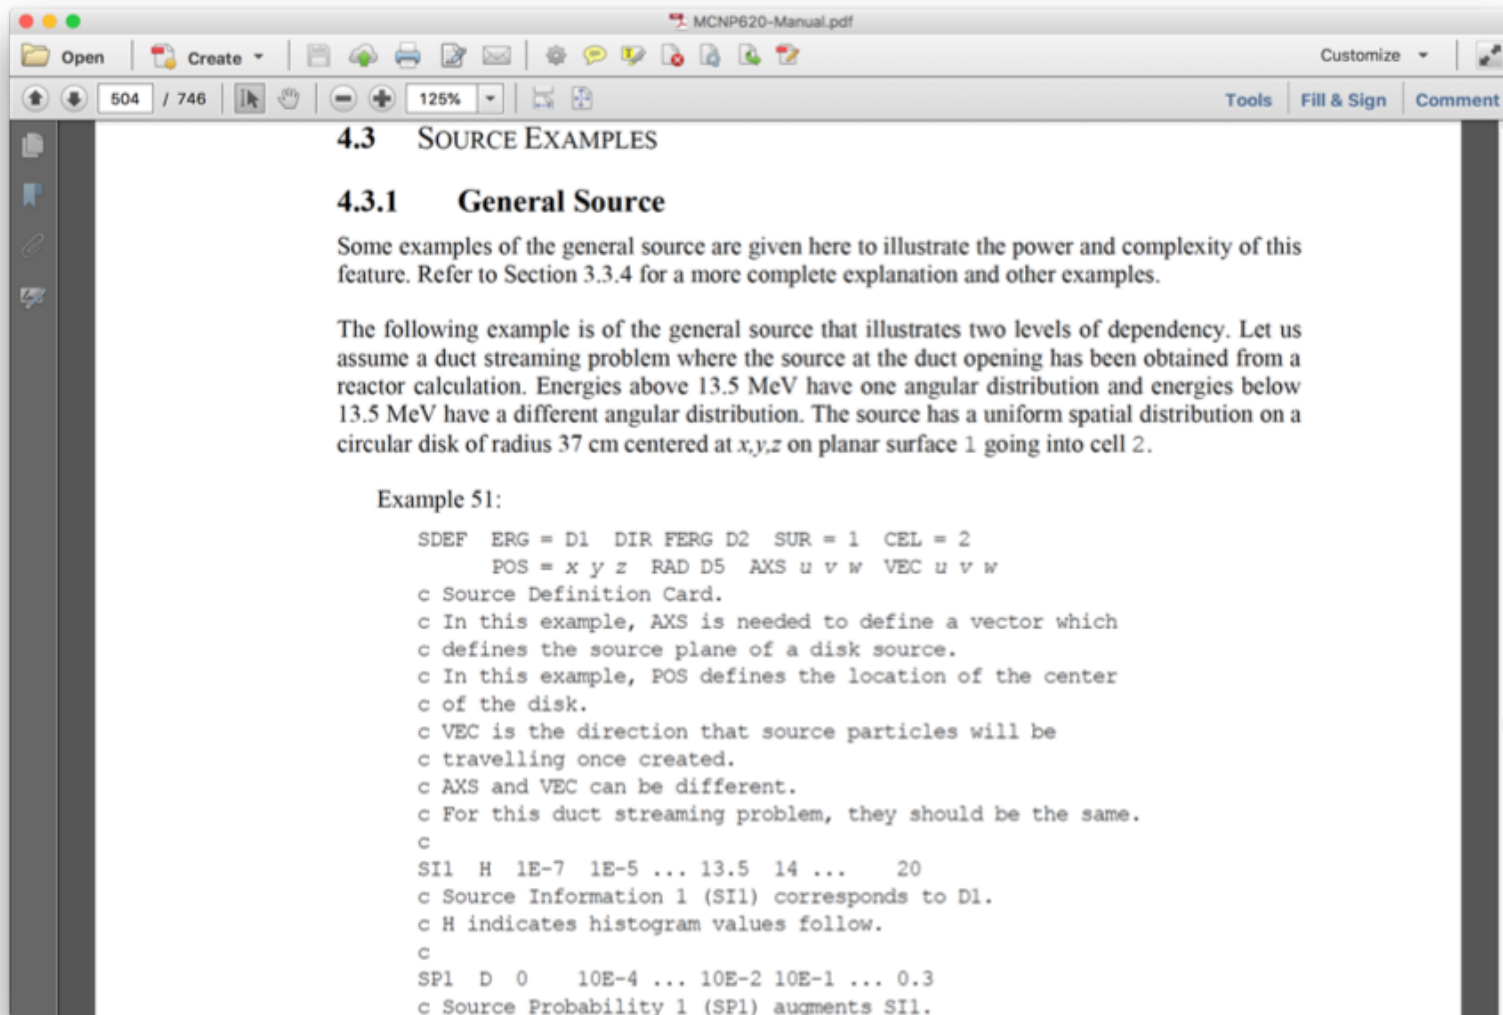 MCNP620-Manual.pdf
Open Create Customize
504 / 746 125% Tools Fill & Sign Comment
4.3 SOURCE EXAMPLES
4.3.1 General Source
Some examples of the general source are given here to illustrate the power and complexity of this
feature. Refer to Section 3.3.4 for a more complete explanation and other examples.
The following example is of the general source that illustrates two levels of dependency. Let us
assume a duct streaming problem where the source at the duct opening has been obtained from a
reactor calculation. Energies above 13.5 MeV have one angular distribution and energies below
13.5 MeV have a different angular distribution. The source has a uniform spatial distribution on a
circular disk of radius 37 cm centered at x,y,z on planar surface 1 going into cell 2.
Example 51:
SDEF ERG = D1 DIR FERG D2 SUR = 1 CEL = 2
POS = x y z RAD D5 AXS u v w VEC u v w
c Source Definition Card.
c In this example, AXS is needed to define a vector which
c defines the source plane of a disk source.
c In this example, POS defines the location of the center
c of the disk.
c VEC is the direction that source particles will be
c travelling once created.
c AXS and VEC can be different.
c For this duct streaming problem, they should be the same.
c
SI1 H 1E-7 1E-5 ... 13.5 14 ... 20
c Source Information 1 (SI1) corresponds to D1.
c H indicates histogram values follow.
c
SP1 D 0 10E-4 ... 10E-2 10E-1 ... 0.3
c Source Probability 1 (SP1) augments SI1.